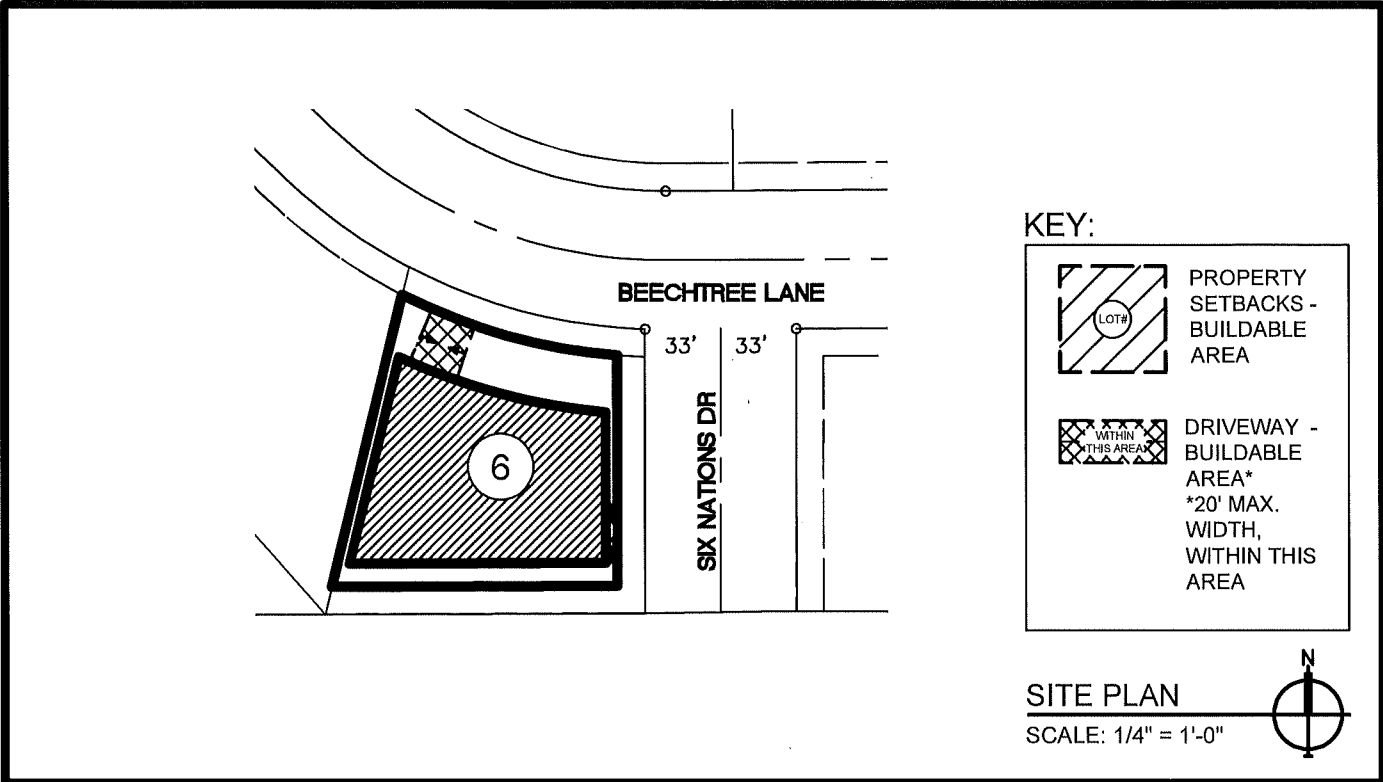 BEECHTREE LANE
33' 33'
SIX NATIONS DR
6
KEY:
LOT#
PROPERTY
SETBACKS -
BUILDABLE
AREA
WITHIN
THIS AREA
DRIVEWAY -
BUILDABLE
AREA*
*20' MAX.
WIDTH,
WITHIN THIS
AREA
N
SITE PLAN
SCALE: 1/4" = 1'-0"